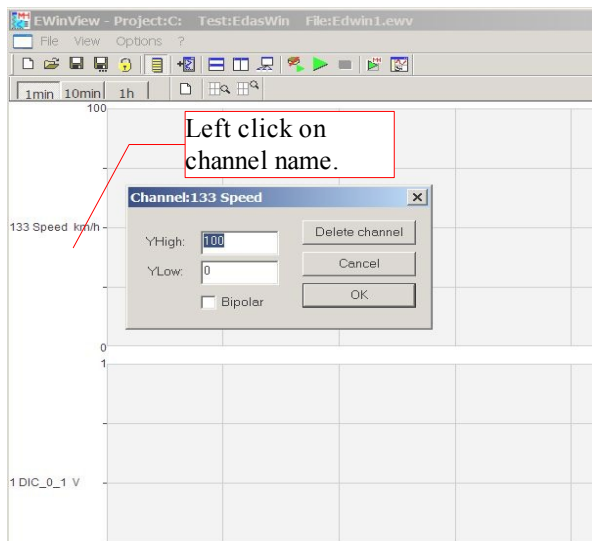 EWinView - Project:C: Test:EdasWin File:Edwin1.ewv
File View Options ?
1min 10min 1h
100
Left click on
channel name.
Channel:133 Speed
133 Speed km/h
YHigh: 100
Delete channel
YLow: 0
Cancel
Bipolar
OK
0
1
1 DIC_0_1 V